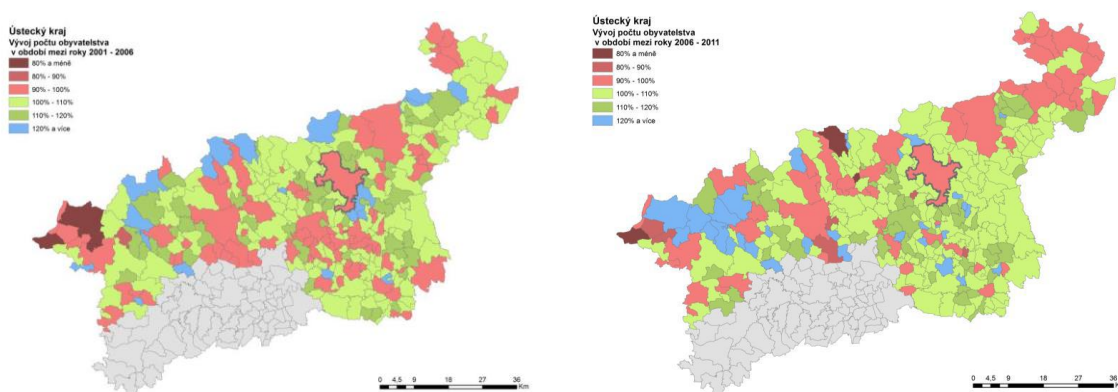 Ústecký kraj
Vývoj počtu obyvatelstva
v období mezi roky 2001 - 2006
80% a méně
80% - 90%
90% - 100%
100% - 110%
110% - 120%
120% a více
0 4,5 9 18 27 36
Km
Ústecký kraj
Vývoj počtu obyvatelstva
v období mezi roky 2006 - 2011
80% a méně
80% - 90%
90% - 100%
100% - 110%
110% - 120%
120% a více
0 4,5 9 18 27 36
Km